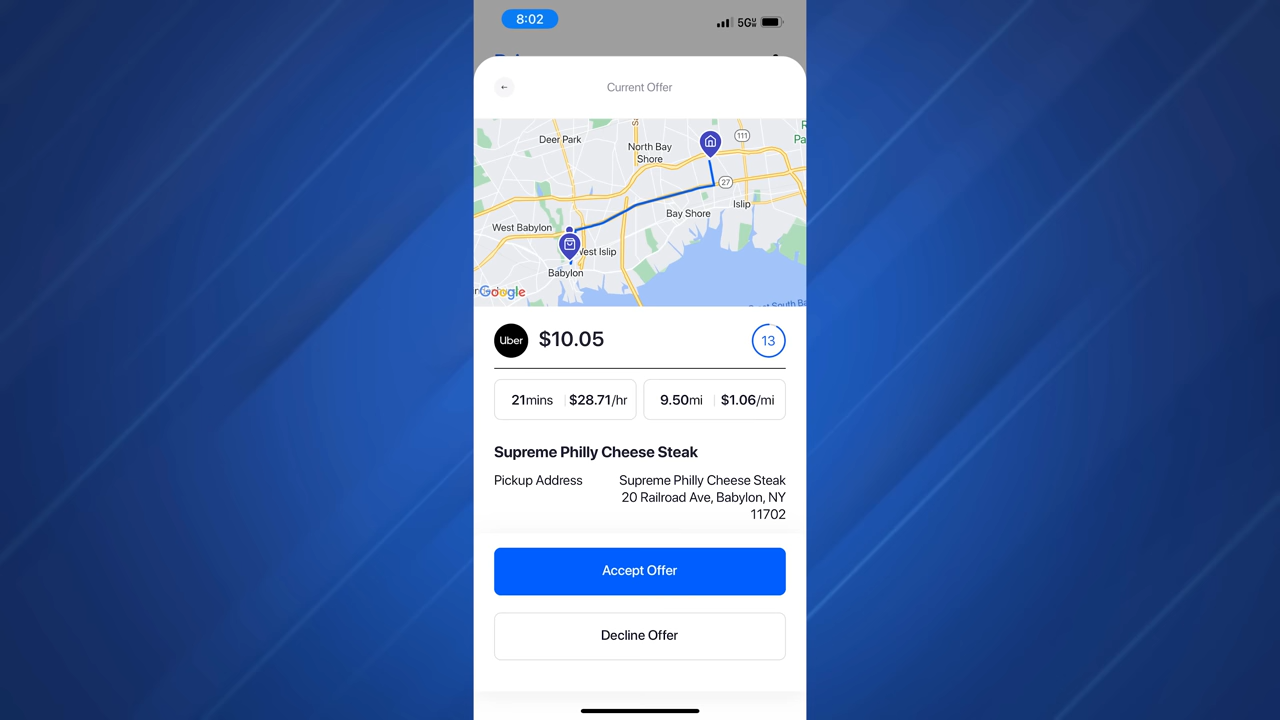 8:02
5G
Current Offer
Deer Park
North Bay
Shore
111
Pa
27
Islip
Bay Shore
West Babylon
West Islip
Babylon
Google
Uber
$10.05
13
21mins
$28.71/hr
9.50mi
$1.06/mi
Supreme Philly Cheese Steak
Pickup Address
Supreme Philly Cheese Steak
20 Railroad Ave, Babylon, NY
11702
Accept Offer
Decline Offer